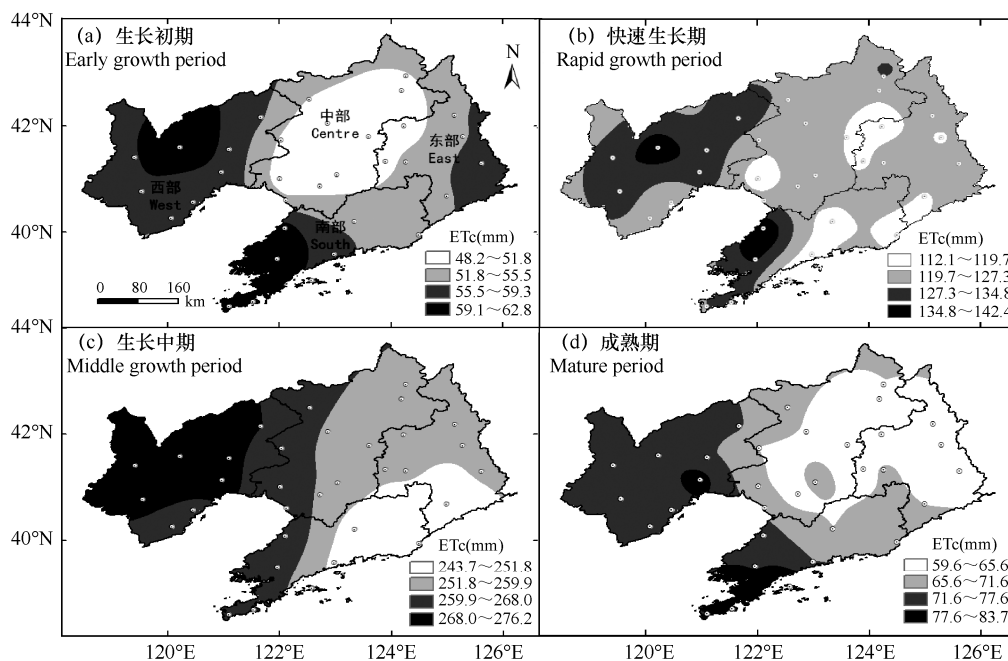 44°N
(a) 生长初期
Early growth period
N
中部
Centre
东部
East
西部
West
南部
South
42°N
40°N
ETc(mm)
48.2～51.8
51.8～55.5
55.5～59.3
59.1～62.8
0 80 160
km
(b) 快速生长期
Rapid growth period
ETc(mm)
112.1～119.7
119.7～127.3
127.3～134.8
134.8～142.4
44°N
(c) 生长中期
Middle growth period
42°N
40°N
ETc(mm)
243.7～251.8
251.8～259.9
259.9～268.0
268.0～276.2
(d) 成熟期
Mature period
ETc(mm)
59.6～65.6
65.6～71.6
71.6～77.6
77.6～83.7
120°E 122°E 124°E 126°E
120°E 122°E 124°E 126°E